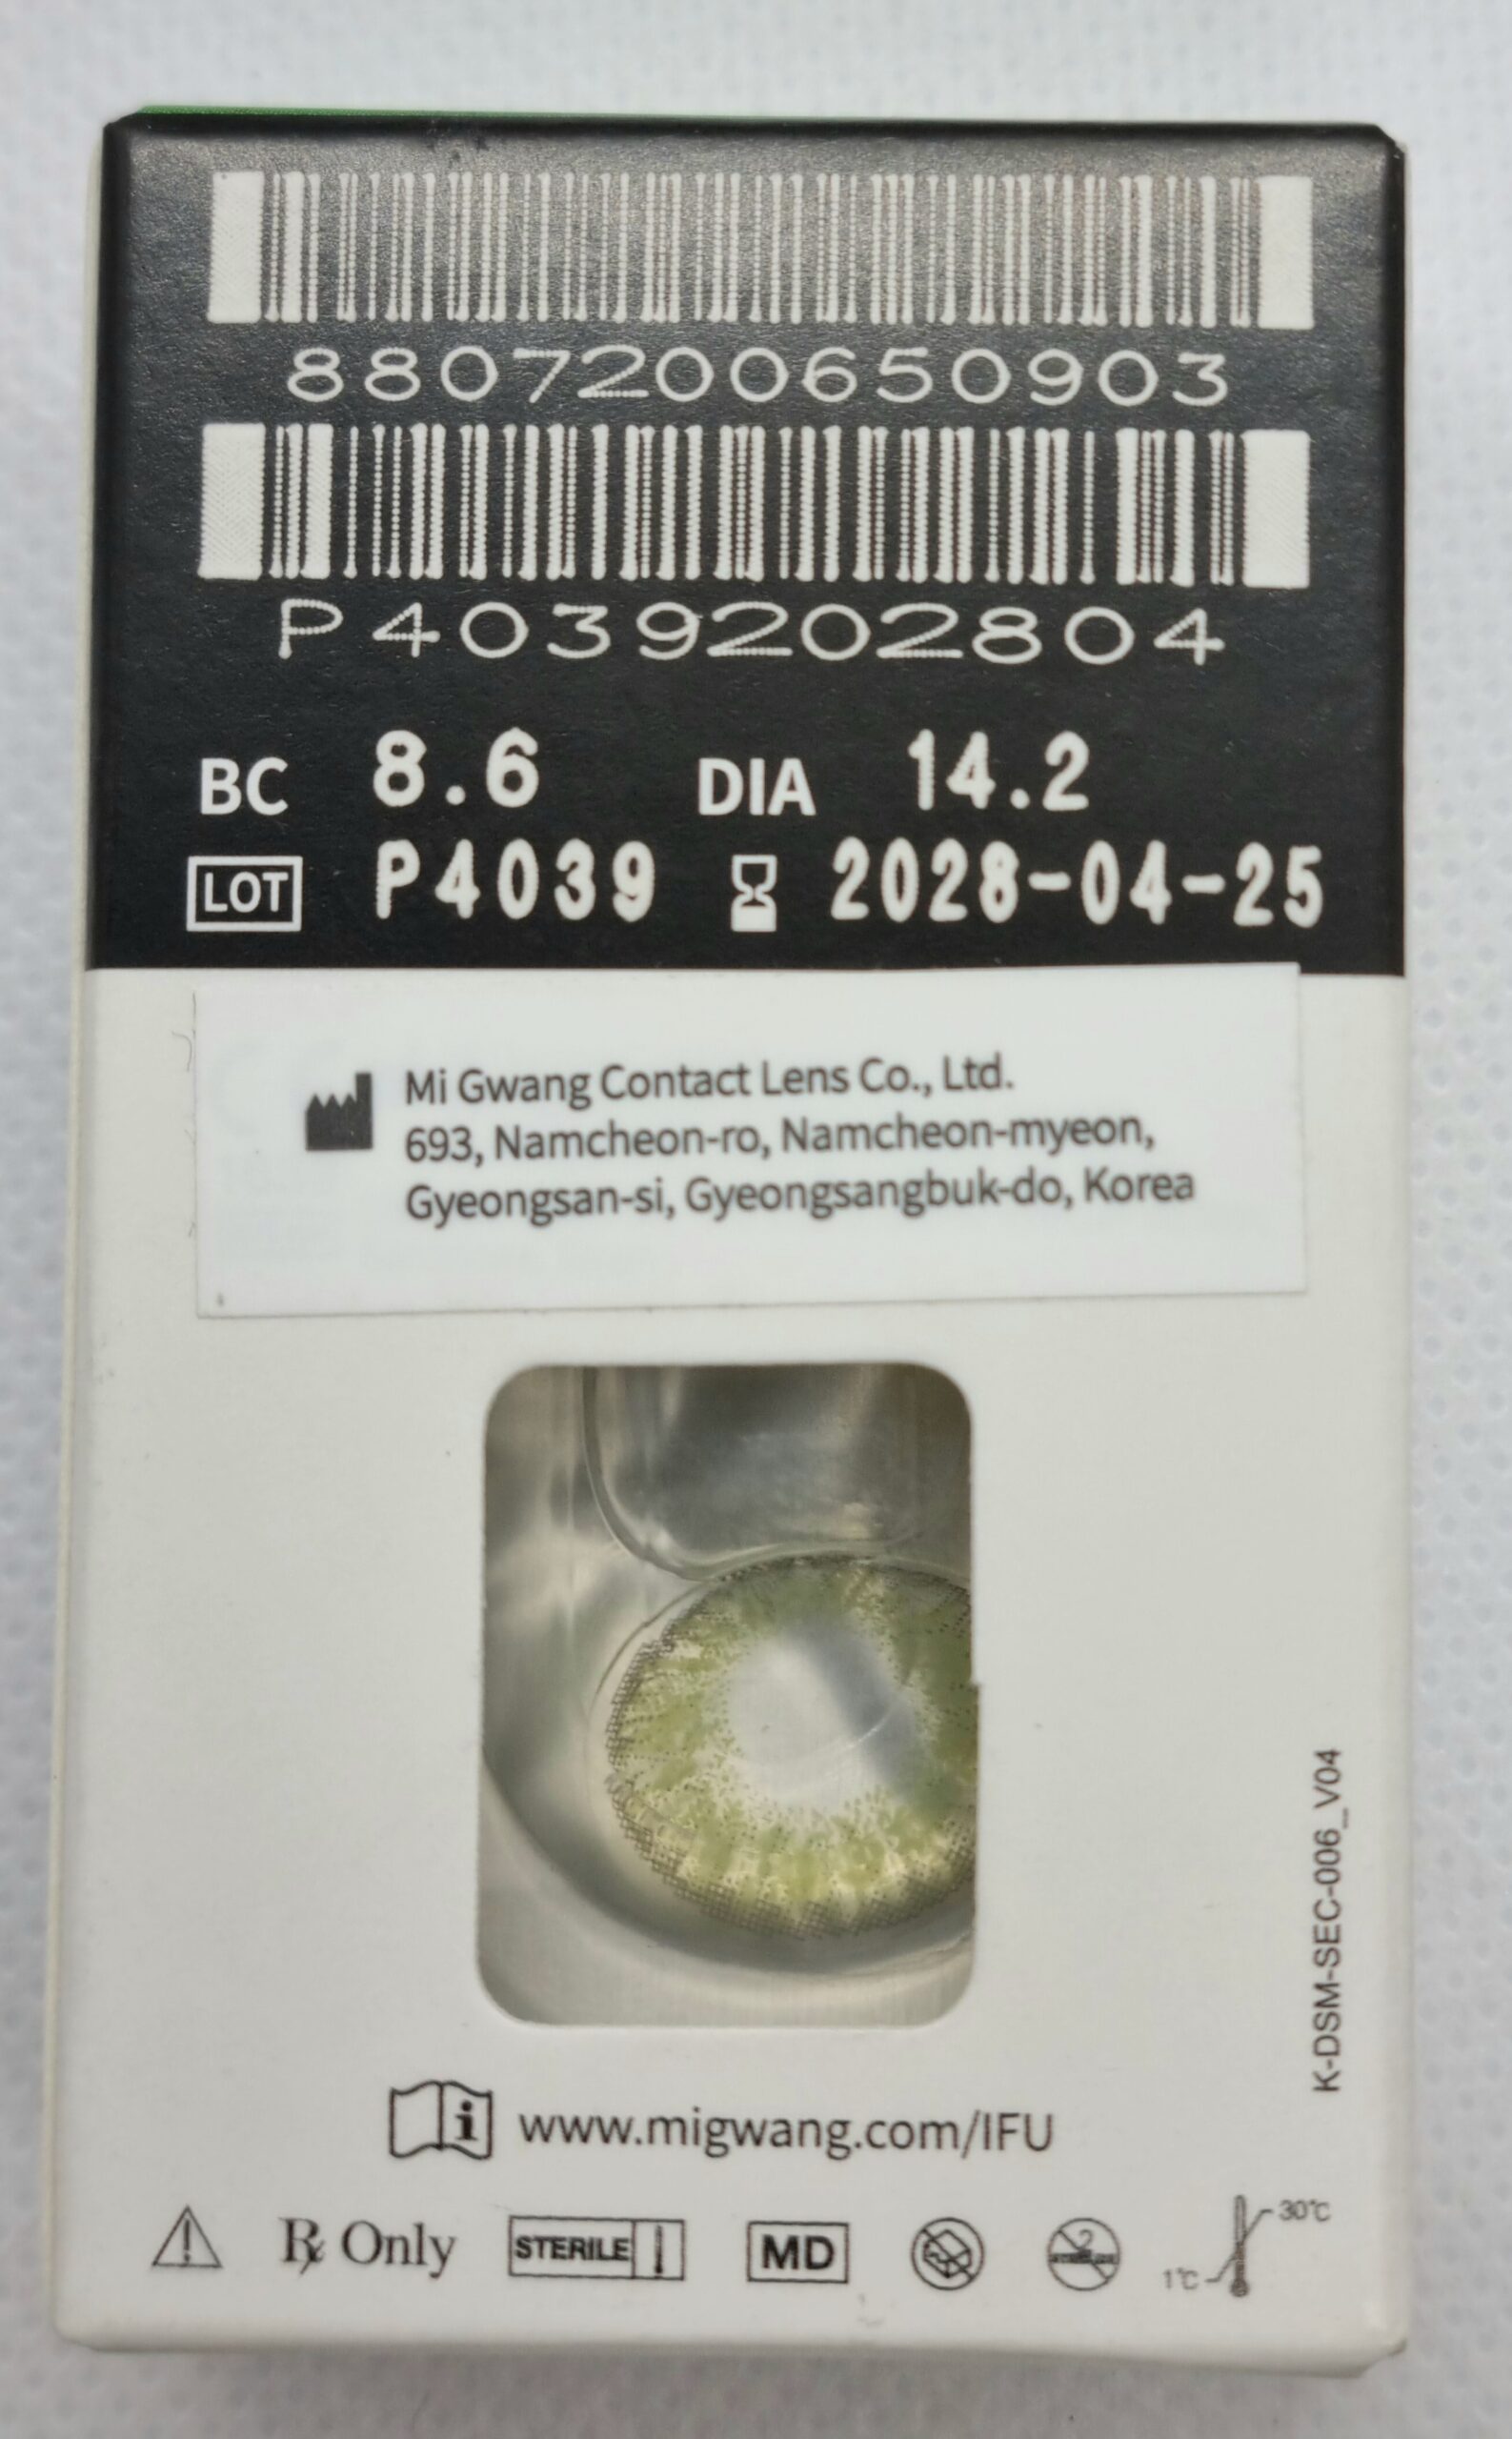 8807200650903
P4039202804
BC 8.6 DIA 14.2
LOT P4039 2028-04-25
Mi Gwang Contact Lens Co., Ltd.
693, Namcheon-ro, Namcheon-myeon,
Gyeongsan-si, Gyeongsangbuk-do, Korea
K-DSM-SEC-006_V04
i www.migwang.com/IFU
Rx Only STERILE MD 2 1°C 30°C